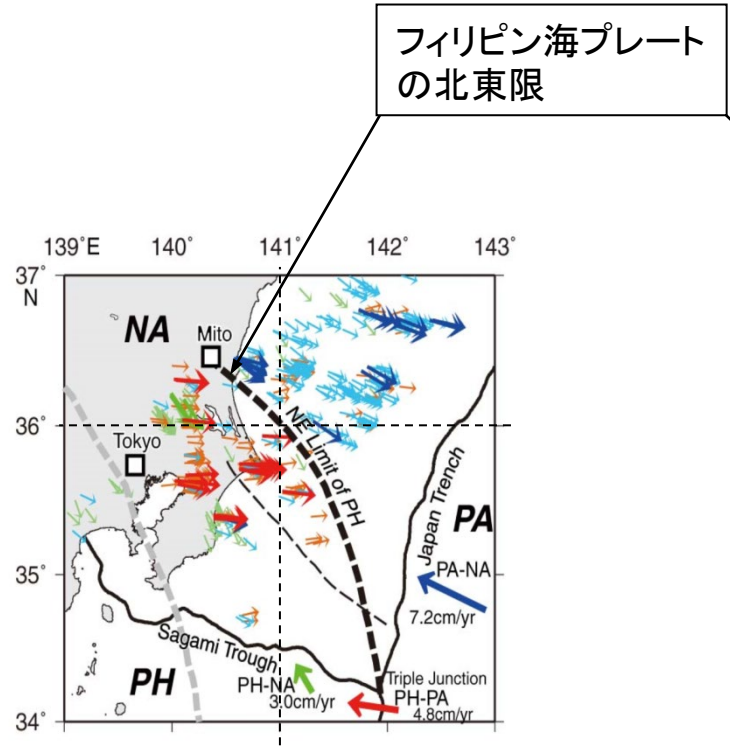 フィリピン海プレート
の北東限
139°E 140° 141° 142° 143°
37°
N
NA
Mito
36°
Tokyo
NE Limit of PH
Japan Trench
PA
35°
PA-NA
7.2cm/yr
Sagami Trough
PH
PH-NA
3.0cm/yr
Triple Junction
PH-PA
4.8cm/yr
34°